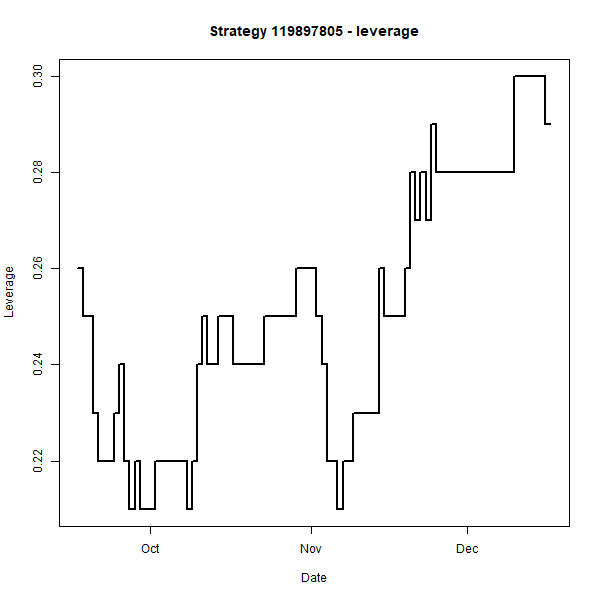 Strategy 119897805 - leverage
Leverage
0.30
0.28
0.26
0.24
0.22
Oct
Nov
Dec
Date